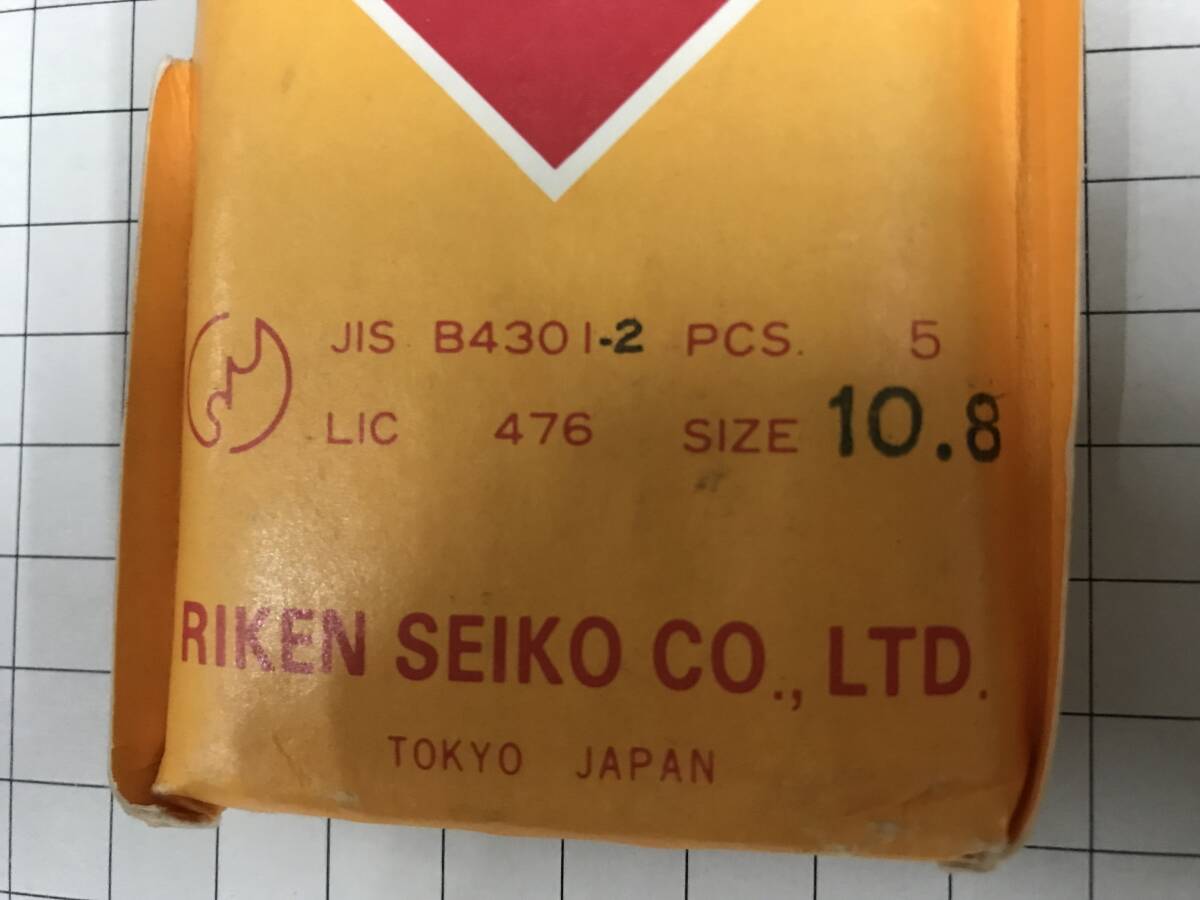 JIS B4301-2 PCS. 5
LIC 476 SIZE 10.8
RIKEN SEIKO CO., LTD.
TOKYO JAPAN